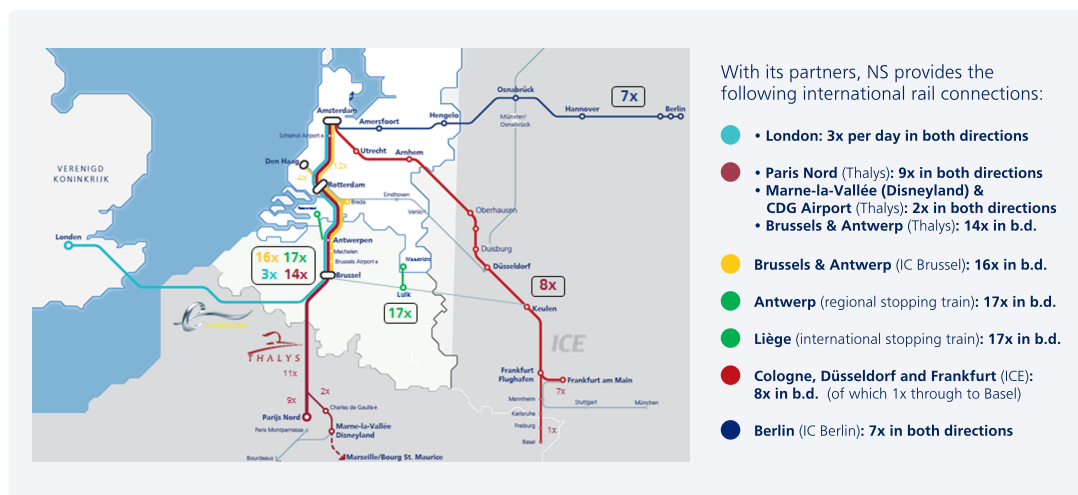 Osnabrück
7x
Hannover
Berlin
Amsterdam
Amersfoort
Hengelo
Münster/
Osnabrück
Schiphol Airport
Utrecht
Arnhem
Den Haag
12x
4x
VERENIGD
KONINKRIJK
Rotterdam
Eindhoven
Breda
Venlo
Oberhausen
Londen
Antwerpen
Mechelen
Brussels Airport
Duisburg
16x 17x
3x 14x
Maastricht
Düsseldorf
Brussel
8x
Luik
17x
Keulen
THALYS
ICE
11x
Frankfurt
Flughafen
Frankfurt am Main
9x
2x
7x
Charles de Gaulle
Mannheim
Stuttgart
München
Parijs Nord
Karlsruhe
Paris Montparnasse
Marne-la-Vallée
Disneyland
Freiburg
1x
Basel
Bourdeaux
Marseille/Bourg St. Maurice
With its partners, NS provides the
following international rail connections:
• London: 3x per day in both directions
• Paris Nord (Thalys): 9x in both directions
• Marne-la-Vallée (Disneyland) &
CDG Airport (Thalys): 2x in both directions
• Brussels & Antwerp (Thalys): 14x in b.d.
Brussels & Antwerp (IC Brussel): 16x in b.d.
Antwerp (regional stopping train): 17x in b.d.
Liège (international stopping train): 17x in b.d.
Cologne, Düsseldorf and Frankfurt (ICE):
8x in b.d. (of which 1x through to Basel)
Berlin (IC Berlin): 7x in both directions